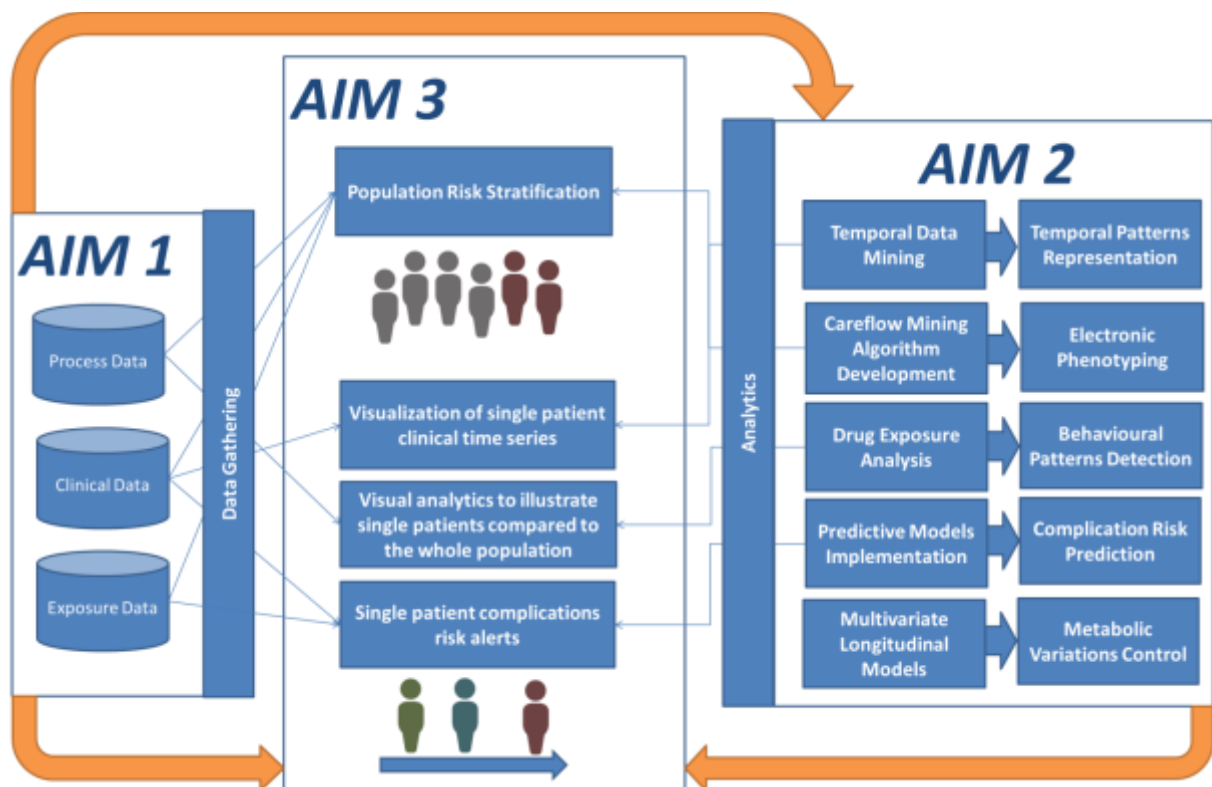 AIM 1
Process Data
Clinical Data
Exposure Data
Data Gathering
AIM 3
Population Risk Stratification
Visualization of single patient
clinical time series
Visual analytics to illustrate
single patients compared to
the whole population
Single patient complications
risk alerts
Analytics
AIM 2
Temporal Data
Mining
Temporal Patterns
Representation
Careflow Mining
Algorithm
Development
Electronic
Phenotyping
Drug Exposure
Analysis
Behavioural
Patterns Detection
Predictive Models
Implementation
Complication Risk
Prediction
Multivariate
Longitudinal
Models
Metabolic
Variations Control